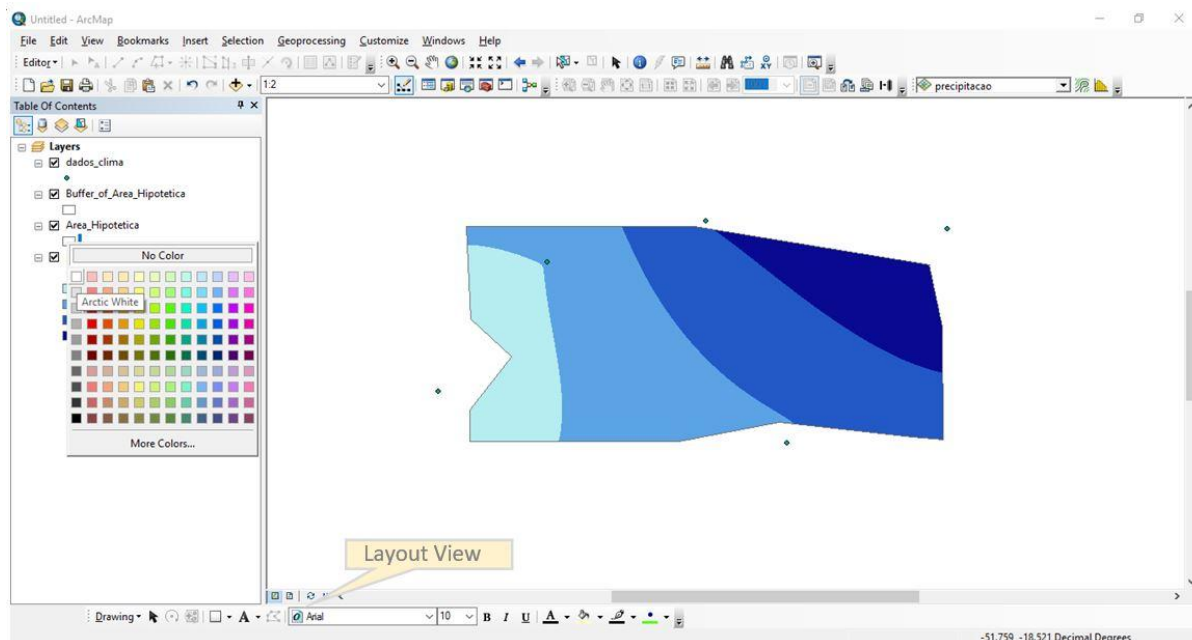 Untitled - ArcMap
File Edit View Bookmarks Insert Selection Geoprocessing Customize Windows Help
Editor
1:2
precipitacao
Table Of Contents
Layers
dados_clima
Buffer_of_Area_Hipotetica
Area_Hipotetica
No Color
Arctic White
More Colors...
Layout View
Drawing
A
Arial
10
B I U A
-51.759 -18.521 Decimal Degrees